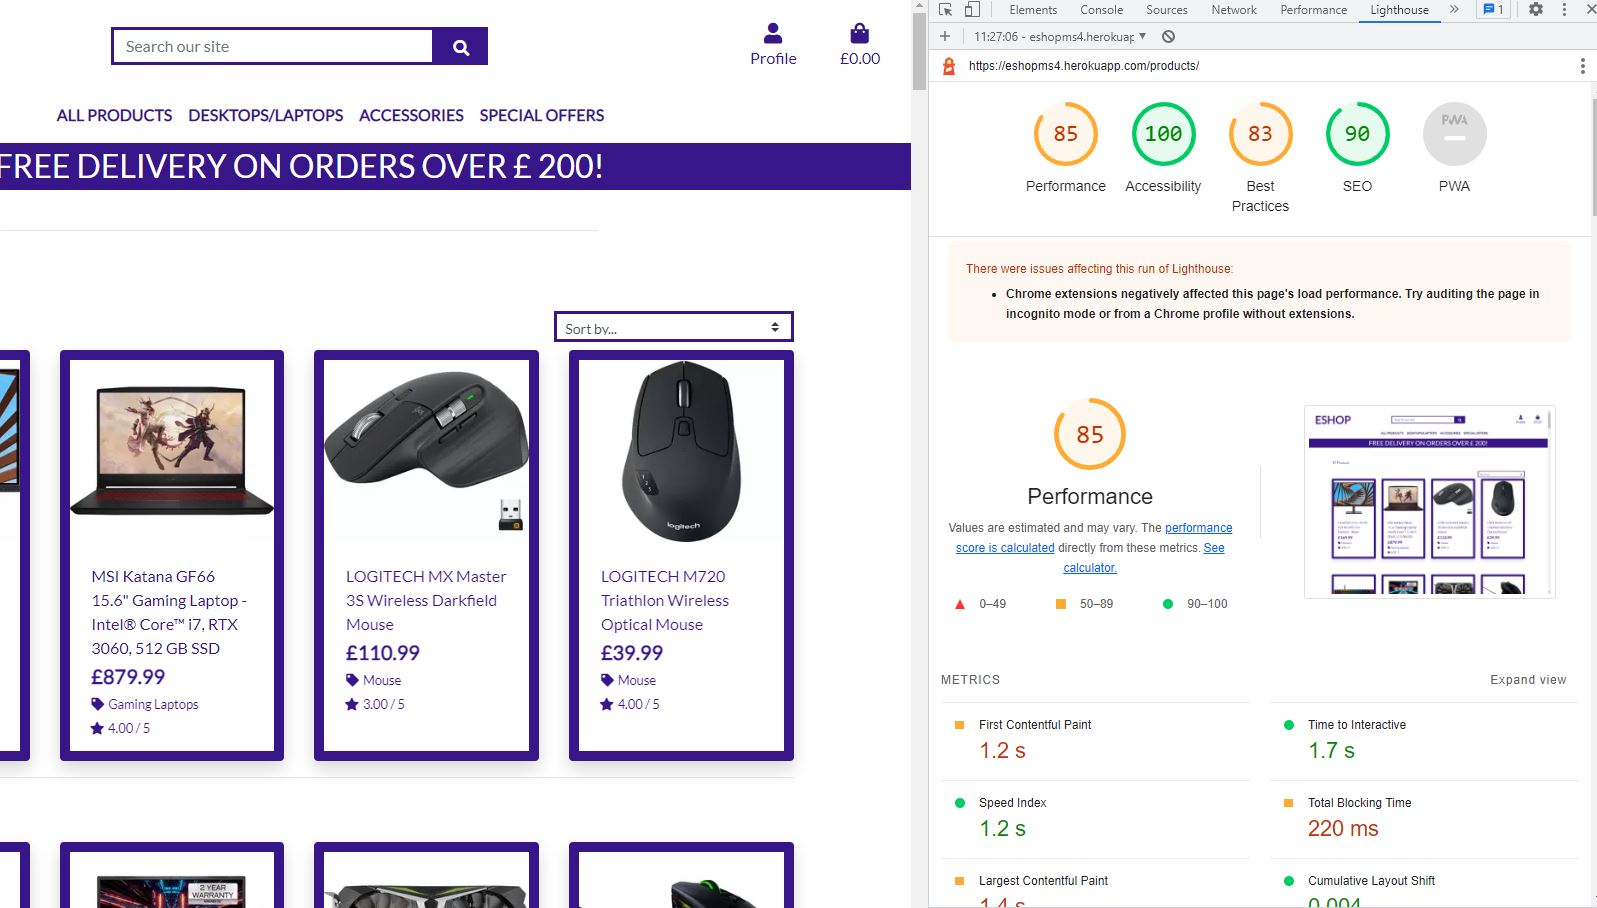 Search our site
Profile
£0.00
ALL PRODUCTS DESKTOPS/LAPTOPS ACCESSORIES SPECIAL OFFERS
FREE DELIVERY ON ORDERS OVER £ 200!
Sort by...
logitech
MSI Katana GF66
15.6" Gaming Laptop -
Intel® Core™ i7, RTX
3060, 512 GB SSD
£879.99
Gaming Laptops
4.00 / 5
LOGITECH MX Master
3S Wireless Darkfield
Mouse
£110.99
Mouse
3.00 / 5
LOGITECH M720
Triathlon Wireless
Optical Mouse
£39.99
Mouse
4.00 / 5
2 YEAR
WARRANTY
Elements Console Sources Network Performance Lighthouse » 1
11:27:06 - eshopms4.herokuap
https://eshopms4.herokuapp.com/products/
85 100 83 90 PWA
Performance Accessibility Best Practices SEO PWA
There were issues affecting this run of Lighthouse:
• Chrome extensions negatively affected this page's load performance. Try auditing the page in
incognito mode or from a Chrome profile without extensions.
85
Performance
Values are estimated and may vary. The performance
score is calculated directly from these metrics. See
calculator.
0–49 50–89 90–100
ESHOP
FREE DELIVERY ON ORDERS OVER £ 200!
METRICS
Expand view
First Contentful Paint
1.2 s
Time to Interactive
1.7 s
Speed Index
1.2 s
Total Blocking Time
220 ms
Largest Contentful Paint
1.4 s
Cumulative Layout Shift
0.004